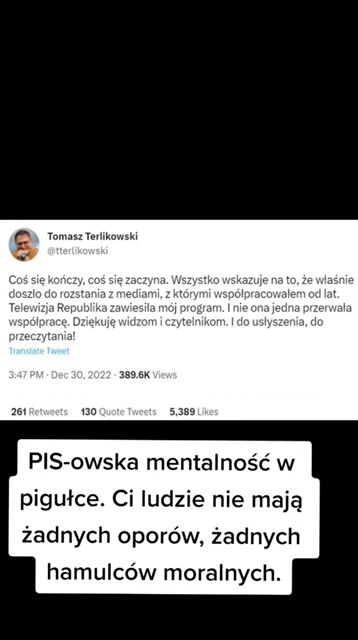 Tomasz Terlikowski
@tterlikowski
Coś się kończy, coś się zaczyna. Wszystko wskazuje na to, że właśnie
doszło do rozstania z mediami, z którymi współpracowałem od lat.
Telewizja Republika zawiesiła mój program. I nie ona jedna przerwała
współpracę. Dziękuję widzom i czytelnikom. I do usłyszenia, do
przeczytania!
Translate Tweet
3:47 PM · Dec 30, 2022 · 389.6K Views
261 Retweets 130 Quote Tweets 5,389 Likes
PIS-owska mentalność w
pigułce. Ci ludzie nie mają
żadnych oporów, żadnych
hamulców moralnych.